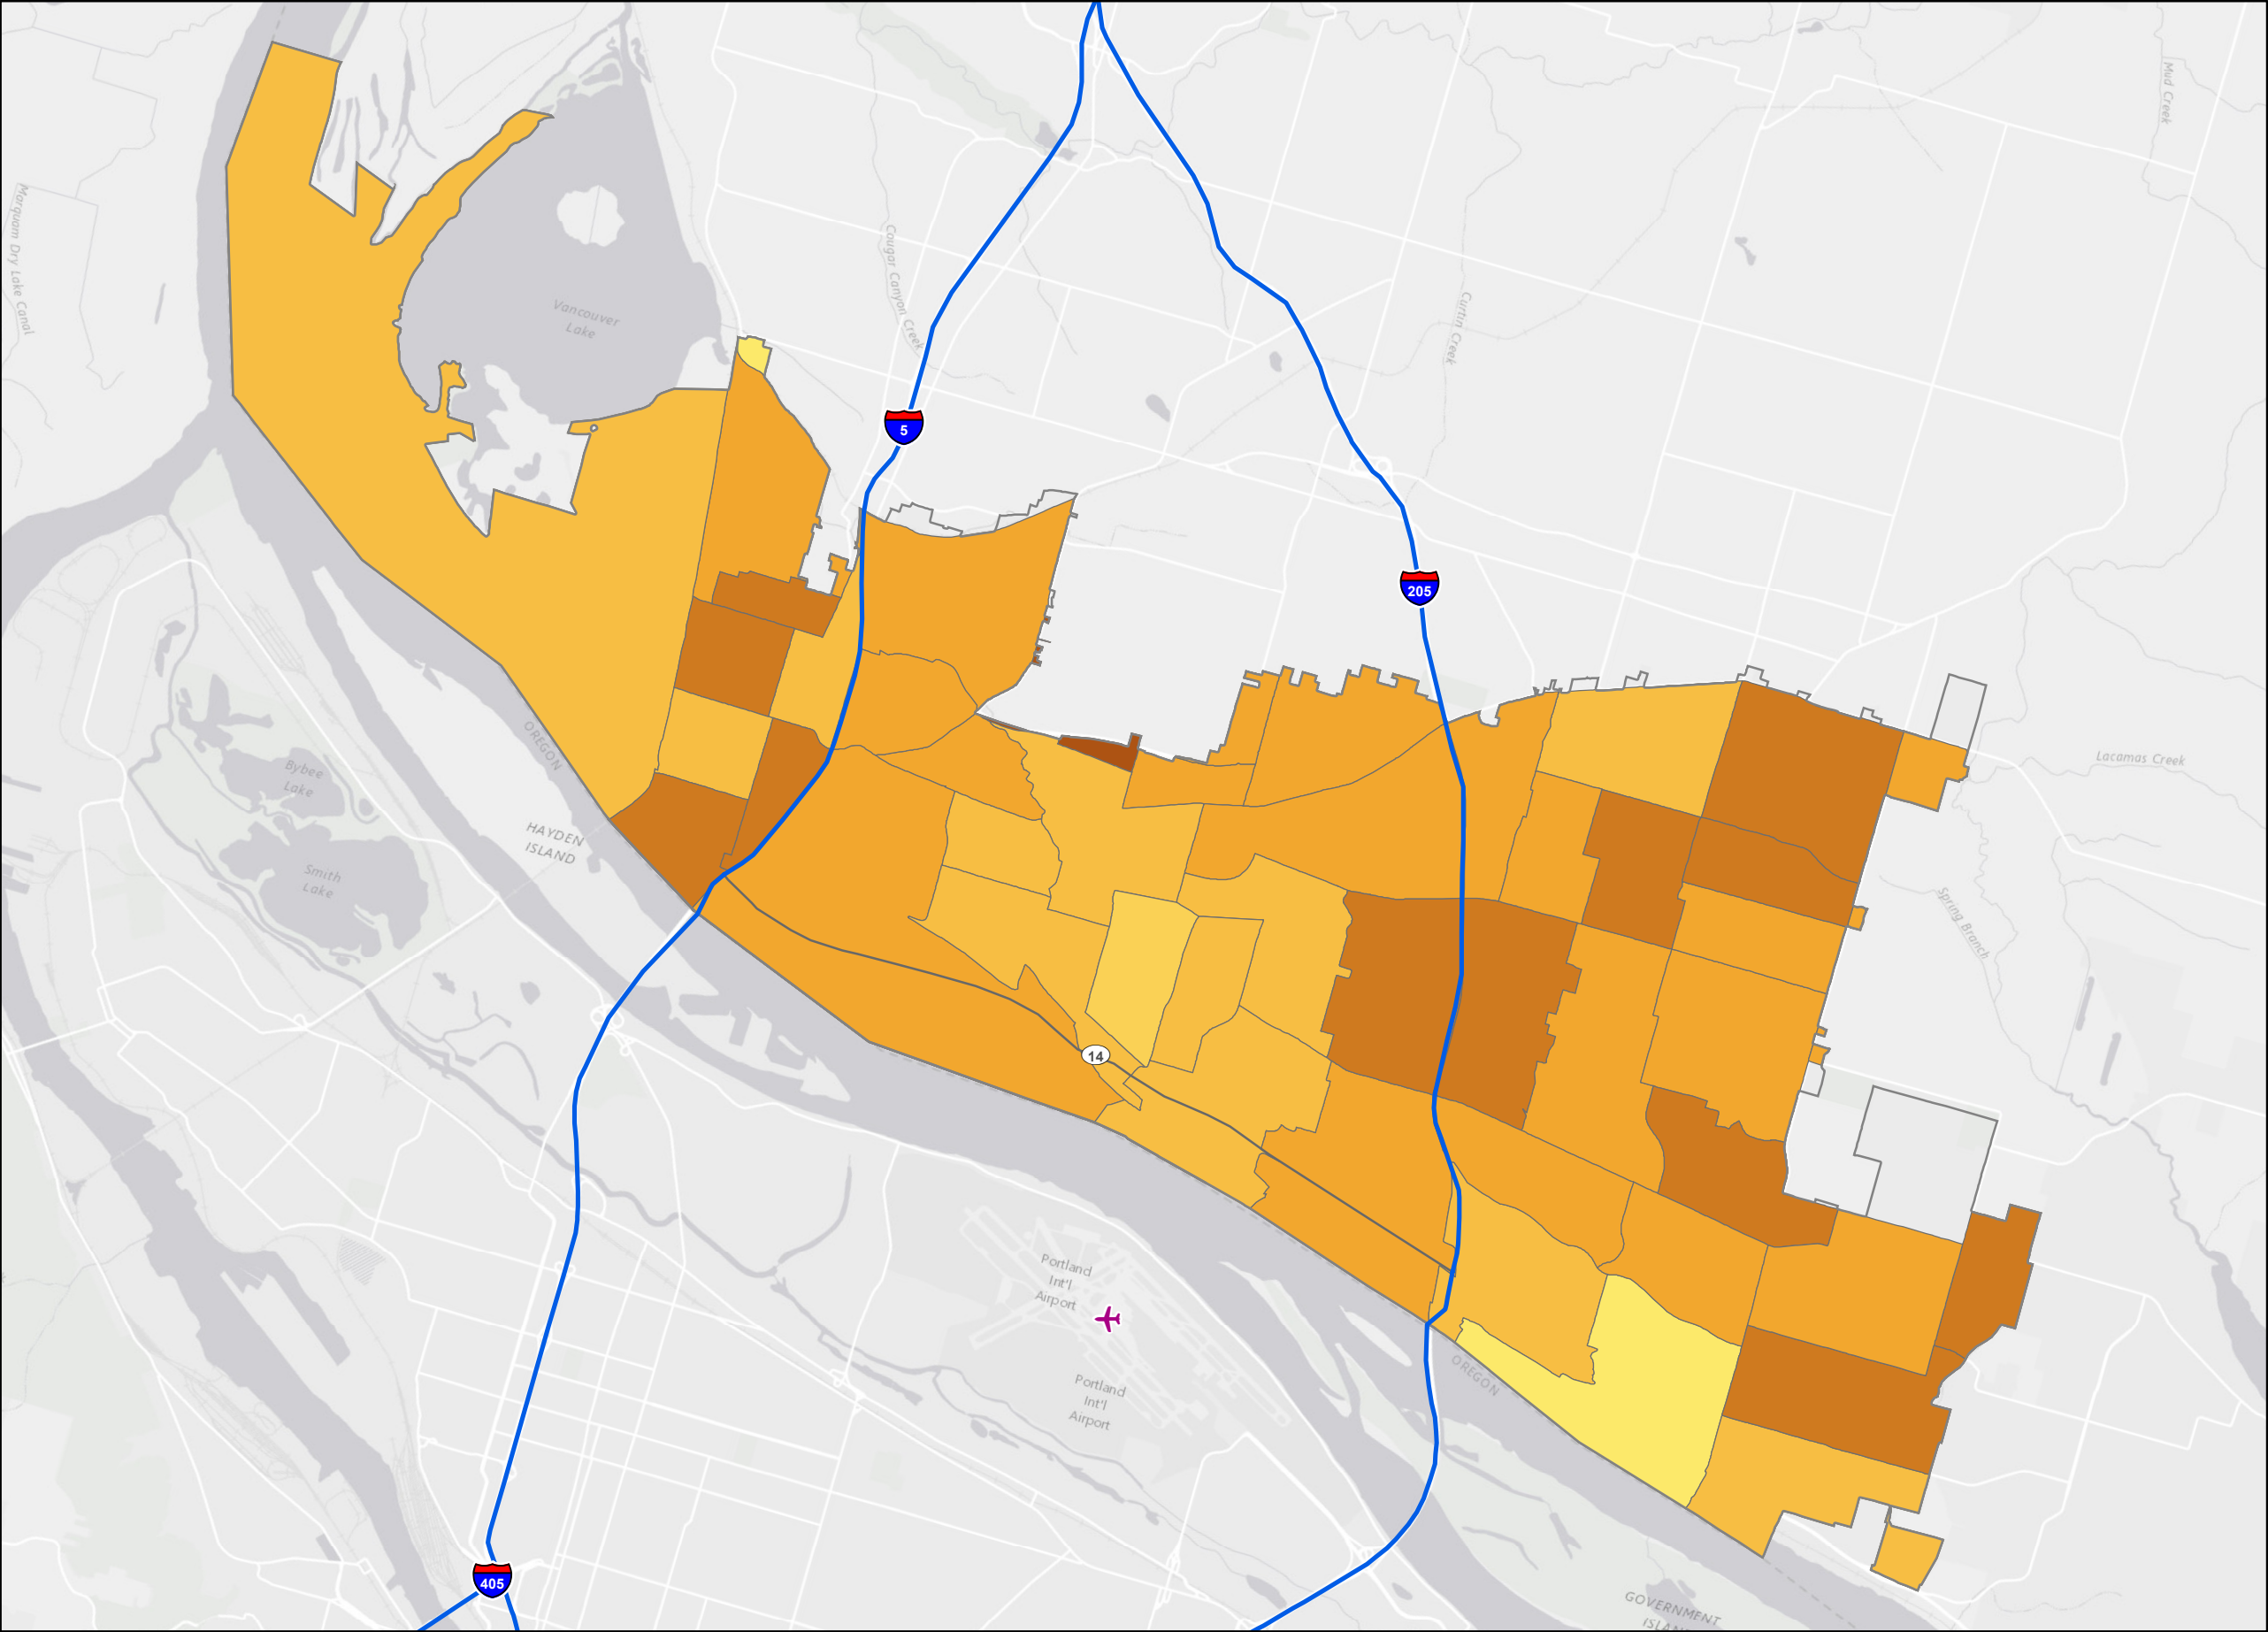 Mud Creek
Marquam Dry Lake Canal
Cougar Canyon Creek
Curtin Creek
Vancouver
Lake
5
205
OREGON
Bybee
Lake
Lacamas Creek
HAYDEN
ISLAND
Smith
Lake
Spring Branch
14
Portland
Int'l
Airport
OREGON
Portland
Int'l
Airport
405
GOVERNMENT